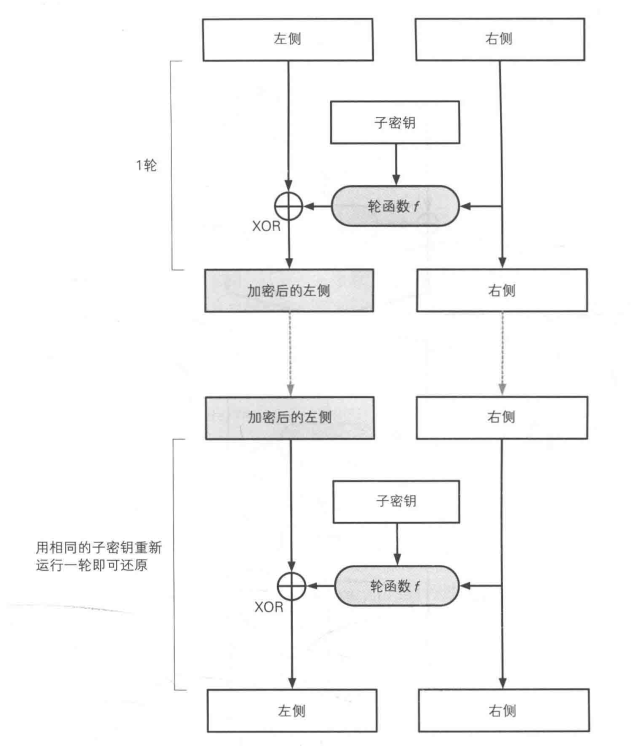 左侧
右侧
子密钥
1轮
轮函数 f
XOR
加密后的左侧
右侧
加密后的左侧
右侧
子密钥
用相同的子密钥重新
运行一轮即可还原
轮函数 f
XOR
左侧
右侧